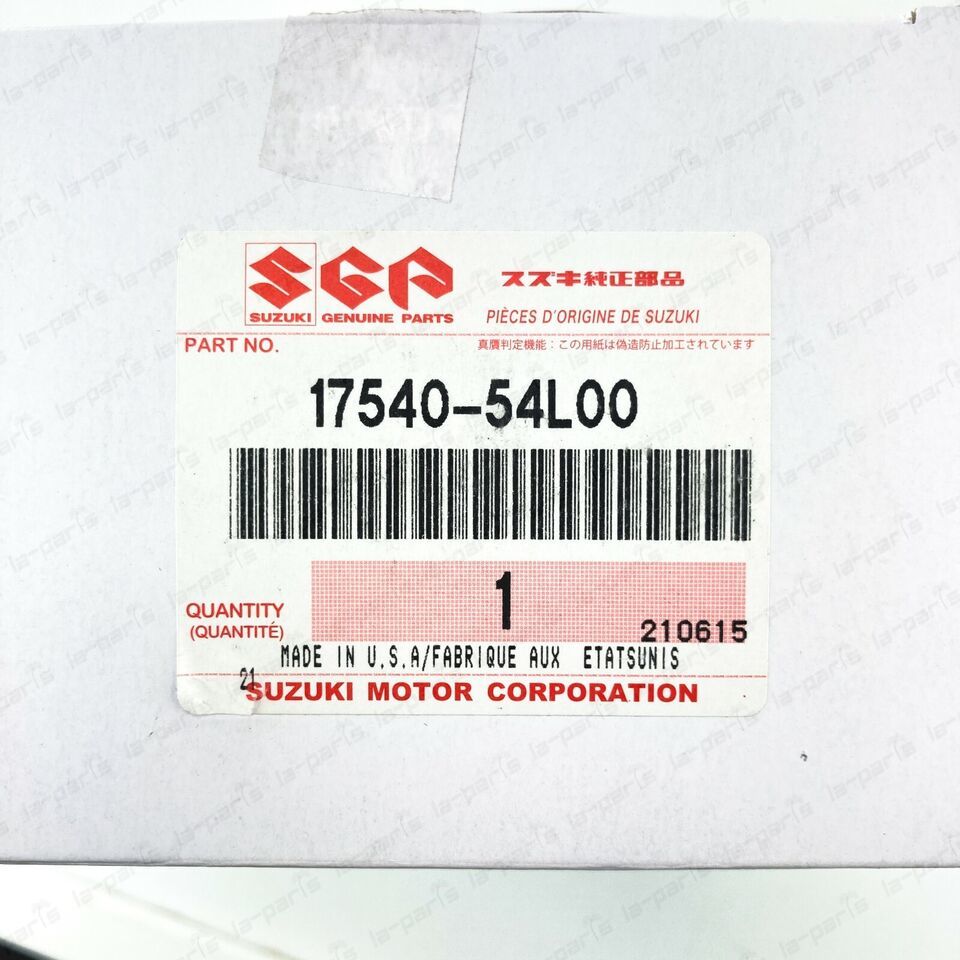 SGP
SUZUKI GENUINE PARTS
スズキ純正部品
PIÈCES D'ORIGINE DE SUZUKI
PART NO.
真贋判定機能：この用紙は偽造防止加工されています
17540-54L00
1
QUANTITY
(QUANTITÉ)
210615
MADE IN U.S.A/FABRIQUE AUX ETATSUNIS
21
SUZUKI MOTOR CORPORATION
la-parts